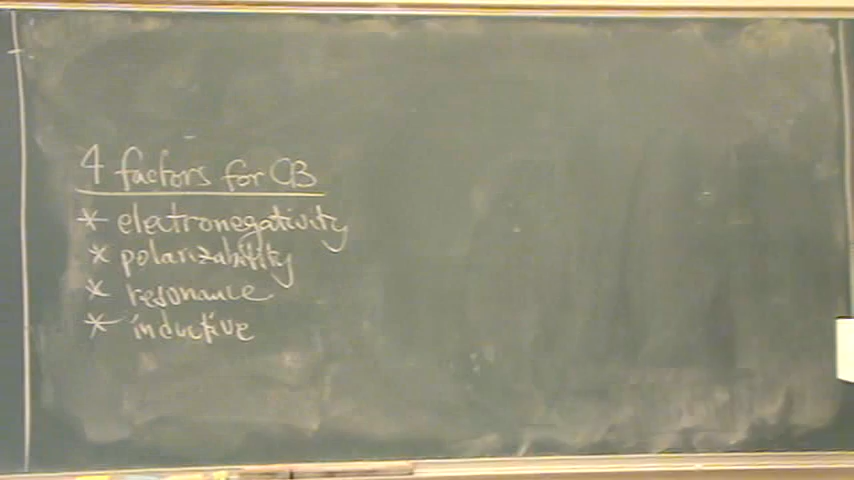 4 factors for CB
* electronegativity
* polarizability
* resonance
* inductive